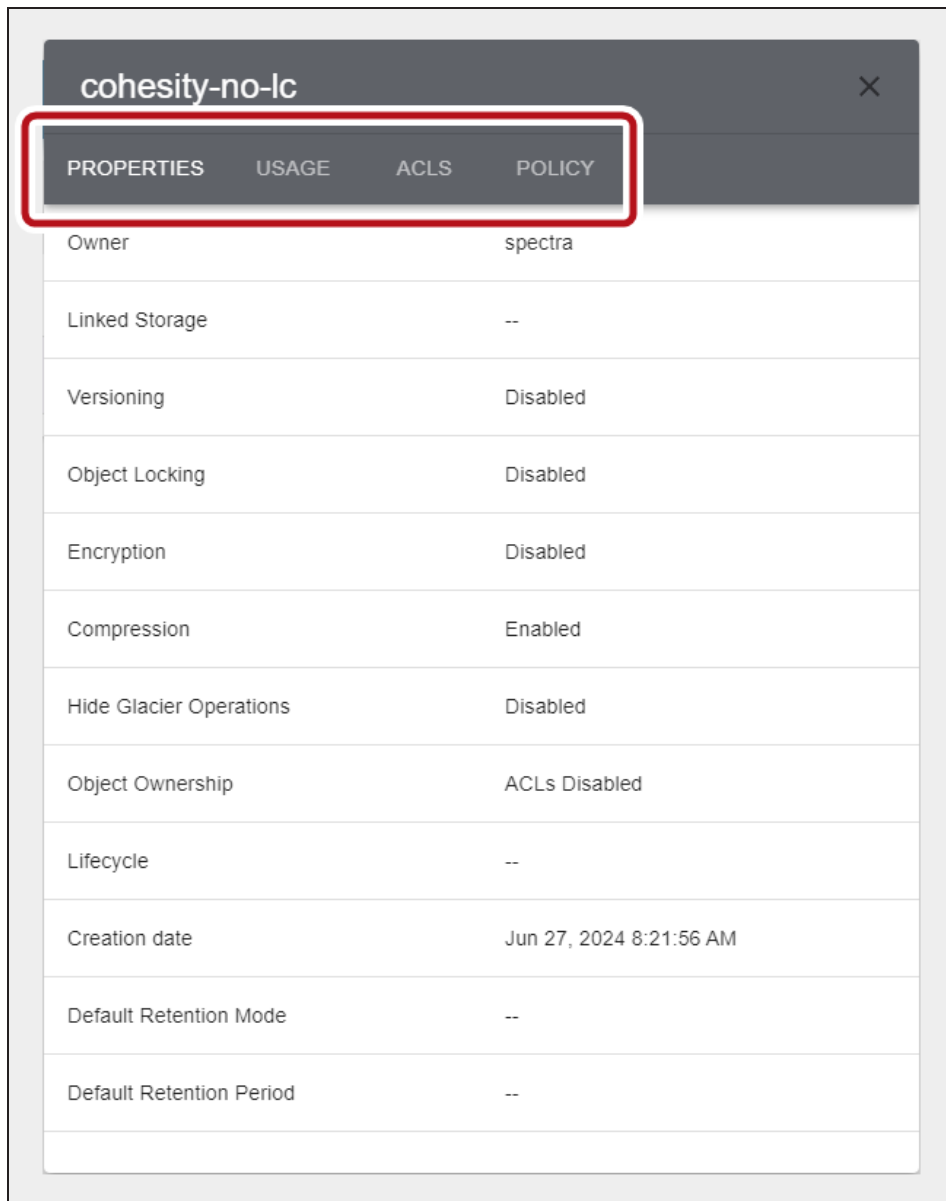 cohesity-no-lc
PROPERTIES USAGE ACLS POLICY
Owner spectra
Linked Storage --
Versioning Disabled
Object Locking Disabled
Encryption Disabled
Compression Enabled
Hide Glacier Operations Disabled
Object Ownership ACLs Disabled
Lifecycle --
Creation date Jun 27, 2024 8:21:56 AM
Default Retention Mode --
Default Retention Period --